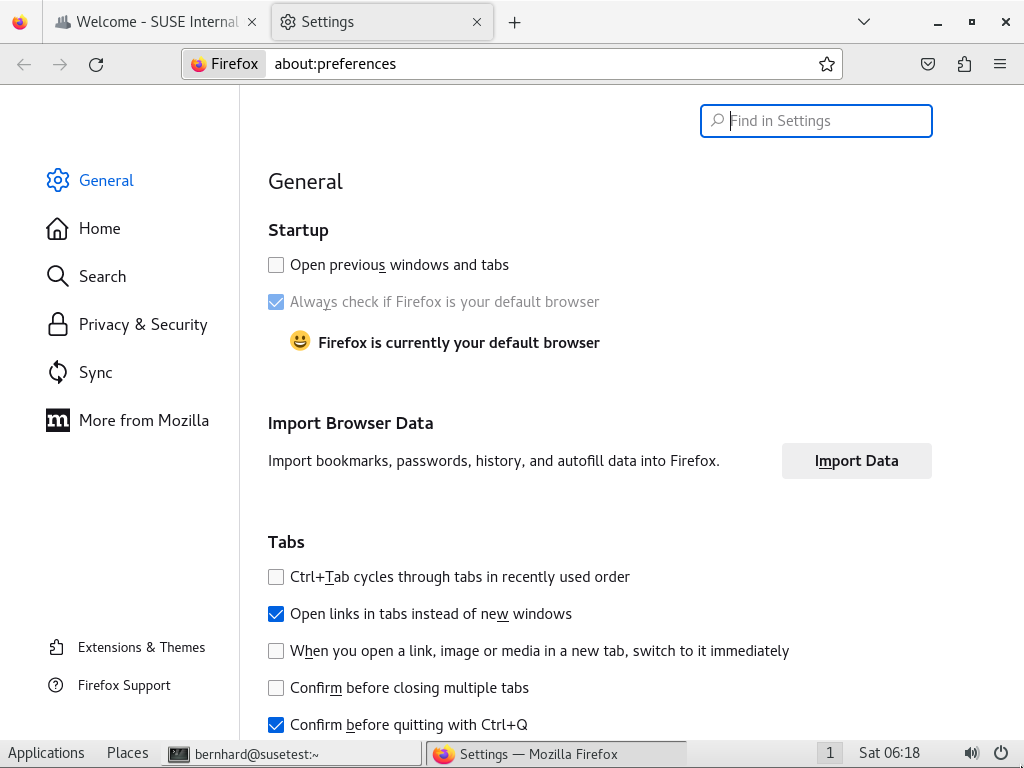 Welcome - SUSE Internal
Settings
Firefox
about:preferences
Find in Settings
General
Home
Search
Privacy & Security
Sync
m More from Mozilla
Extensions & Themes
Firefox Support
General
Startup
Open previous windows and tabs
Always check if Firefox is your default browser
Firefox is currently your default browser
Import Browser Data
Import bookmarks, passwords, history, and autofill data into Firefox.
Import Data
Tabs
Ctrl+Tab cycles through tabs in recently used order
Open links in tabs instead of new windows
When you open a link, image or media in a new tab, switch to it immediately
Confirm before closing multiple tabs
Confirm before quitting with Ctrl+Q
Applications Places bernhard@susetest:~ Settings — Mozilla Firefox 1 Sat 06:18